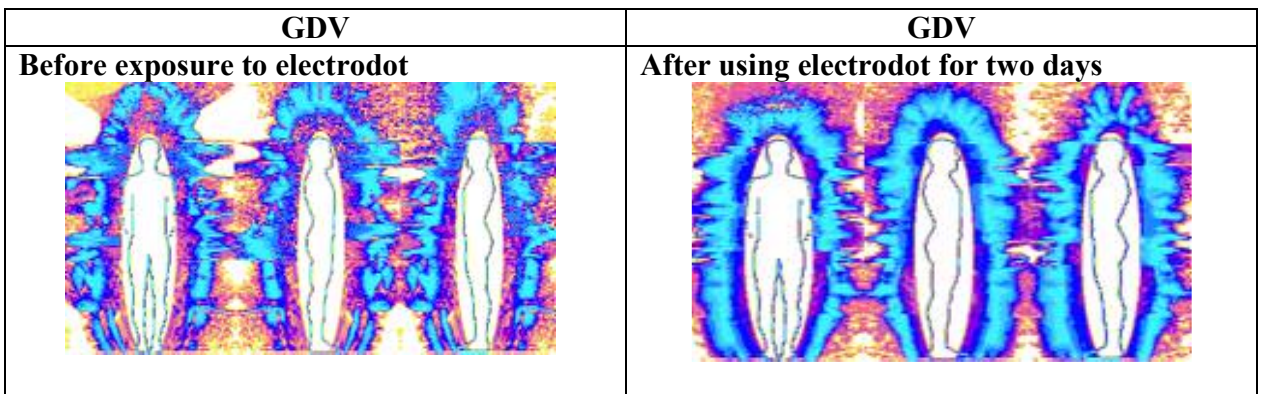 GDV
GDV
Before exposure to electrodot
After using electrodot for two days